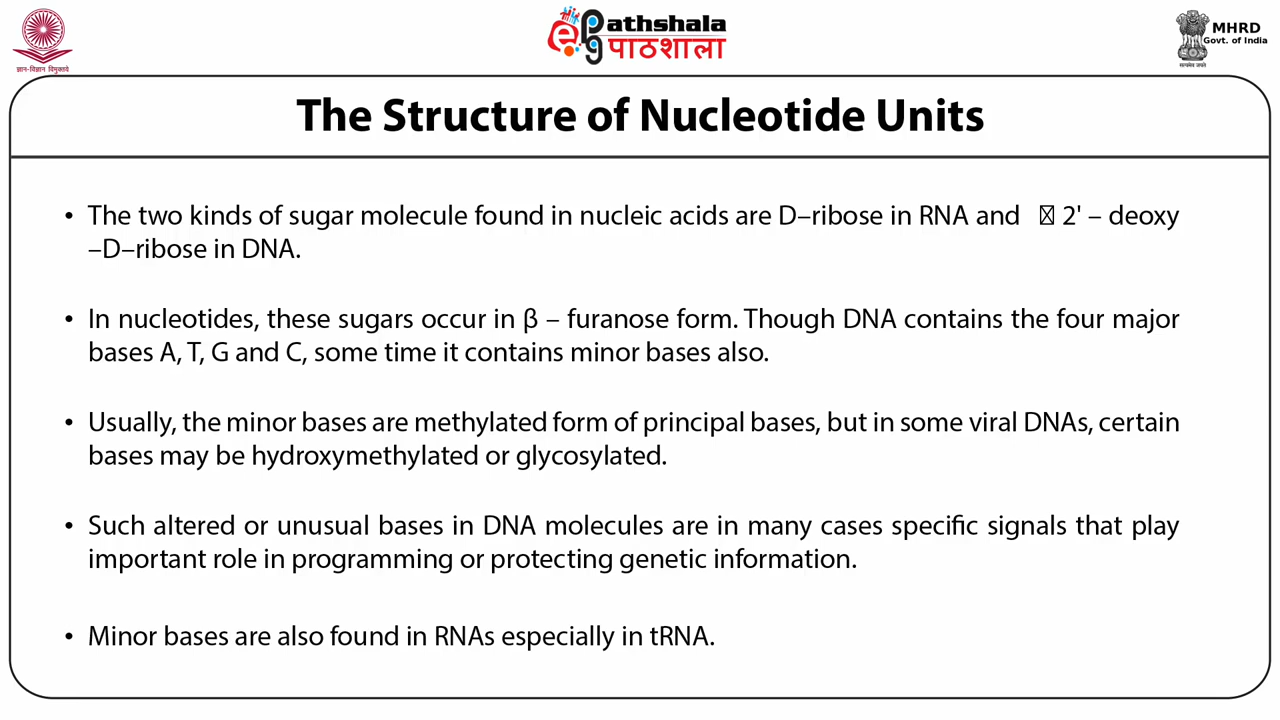 ज्ञान-विज्ञान विमुक्तये
epg athshala
पाठशाला
MHRD
Govt. of India
सत्यमेव जयते
The Structure of Nucleotide Units
• The two kinds of sugar molecule found in nucleic acids are D–ribose in RNA and 2' – deoxy
–D–ribose in DNA.
• In nucleotides, these sugars occur in β – furanose form. Though DNA contains the four major
bases A, T, G and C, some time it contains minor bases also.
• Usually, the minor bases are methylated form of principal bases, but in some viral DNAs, certain
bases may be hydroxymethylated or glycosylated.
• Such altered or unusual bases in DNA molecules are in many cases specific signals that play
important role in programming or protecting genetic information.
• Minor bases are also found in RNAs especially in tRNA.